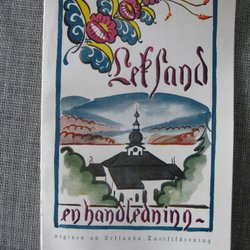 Leksand
en handledning
utgiven av Leksands Turistförening